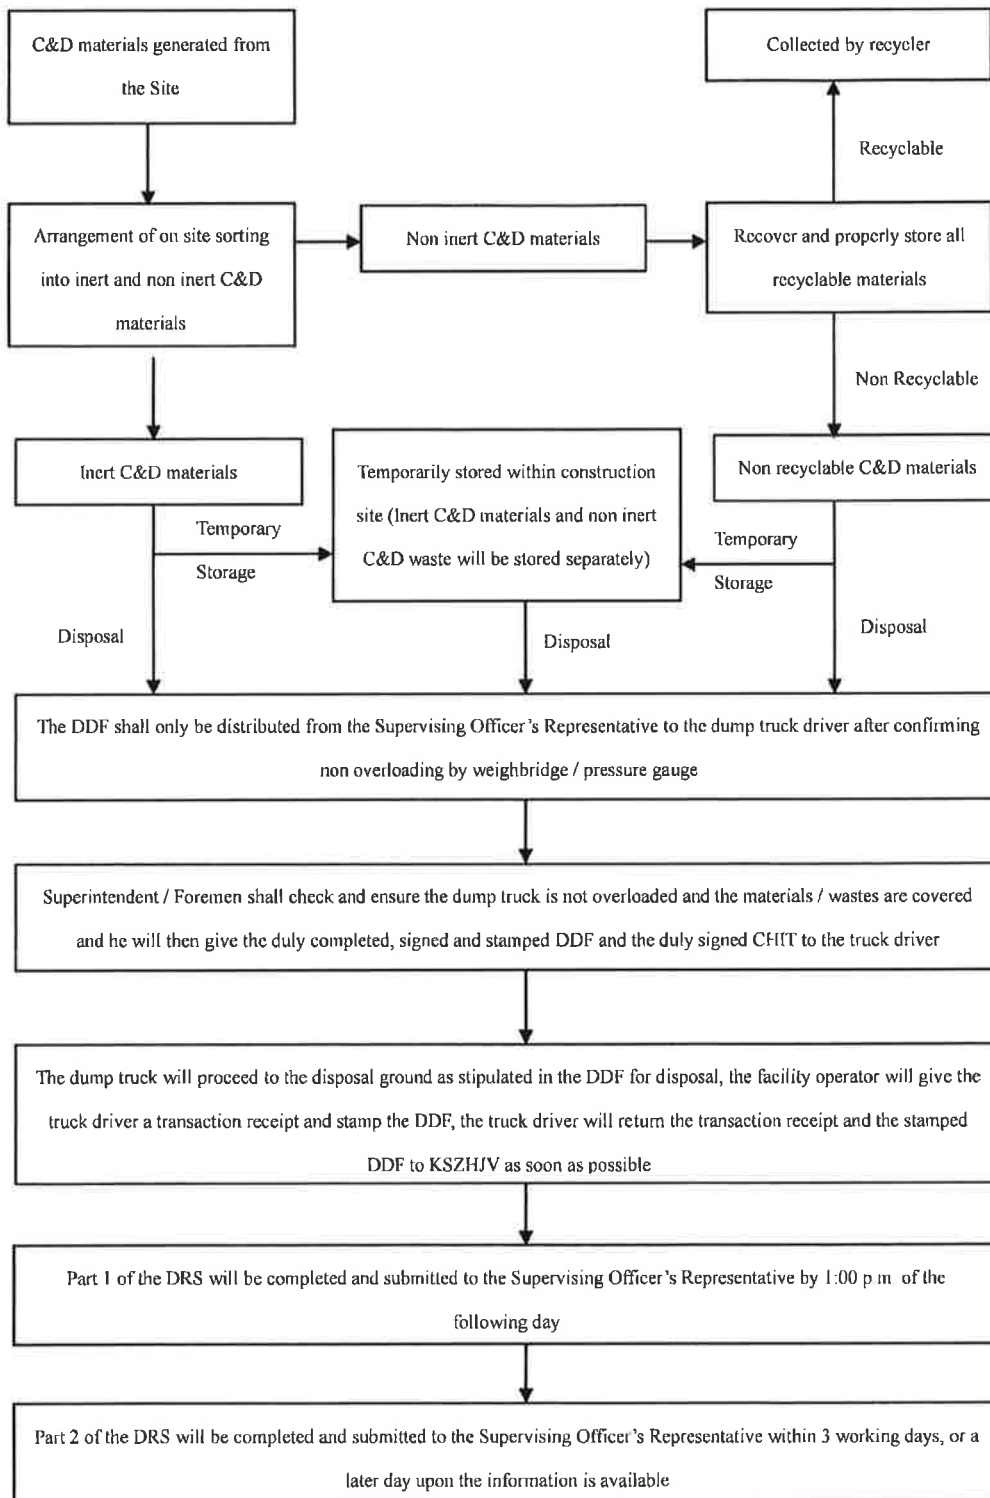 C&D materials generated from
the Site
Collected by recycler
Recyclable
Arrangement of on site sorting
into inert and non inert C&D
materials
Non inert C&D materials
Recover and properly store all
recyclable materials
Non Recyclable
Inert C&D materials
Temporarily stored within construction
site (Inert C&D materials and non inert
C&D waste will be stored separately)
Non recyclable C&D materials
Temporary
Storage
Temporary
Storage
Disposal
Disposal
Disposal
The DDF shall only be distributed from the Supervising Officer's Representative to the dump truck driver after confirming
non overloading by weighbridge / pressure gauge
Superintendent / Foremen shall check and ensure the dump truck is not overloaded and the materials / wastes are covered
and he will then give the duly completed, signed and stamped DDF and the duly signed CHIT to the truck driver
The dump truck will proceed to the disposal ground as stipulated in the DDF for disposal, the facility operator will give the
truck driver a transaction receipt and stamp the DDF, the truck driver will return the transaction receipt and the stamped
DDF to KSZHJV as soon as possible
Part 1 of the DRS will be completed and submitted to the Supervising Officer's Representative by 1:00 p m of the
following day
Part 2 of the DRS will be completed and submitted to the Supervising Officer's Representative within 3 working days, or a
later day upon the information is available